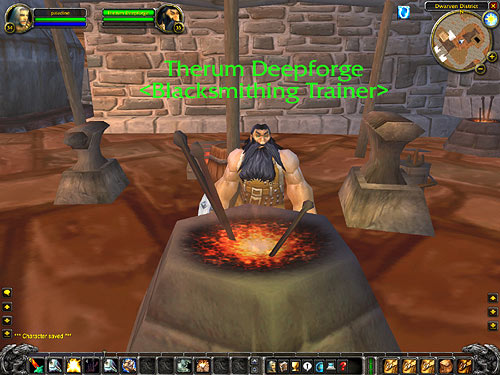 Dwarven District
Therum Deepforge
<Blacksmithing Trainer>
*** Character saved ***